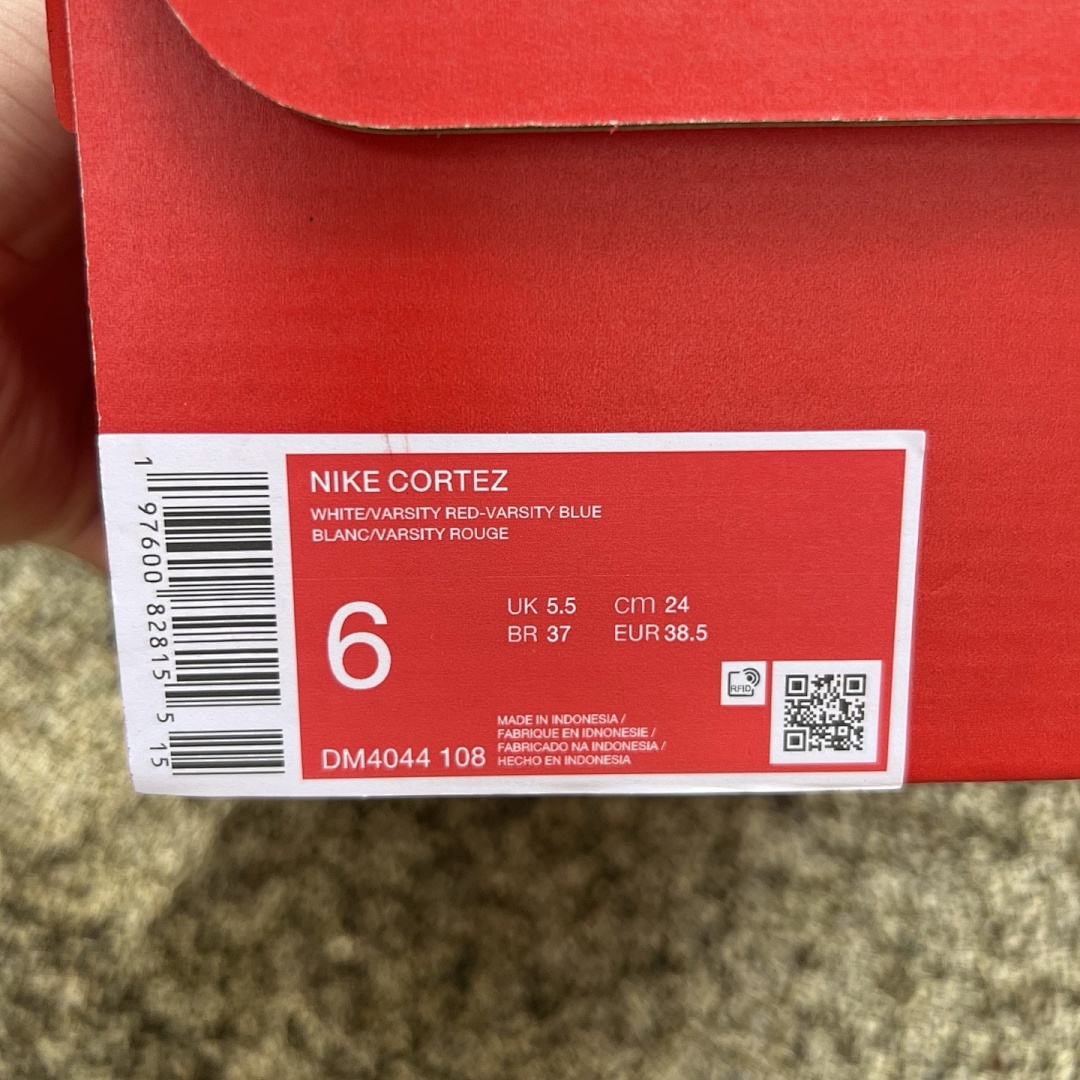 NIKE CORTEZ
WHITE/VARSITY RED-VARSITY BLUE
BLANC/VARSITY ROUGE
6
UK 5.5 cm 24
BR 37 EUR 38.5
RFID
MADE IN INDONESIA /
FABRIQUE EN IDNONESIE /
FABRICADO NA INDONESIA /
HECHO EN INDONESIA
DM4044 108
1 97600 82815 5 15